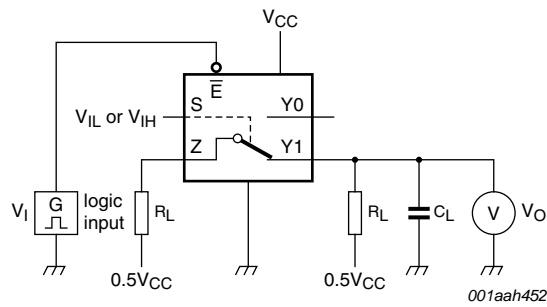 VCC
E
S
Y0
VIL or VIH
Z
Y1
VI
G
logic
input
RL
RL
CL
V
VO
0.5VCC
0.5VCC
001aah452